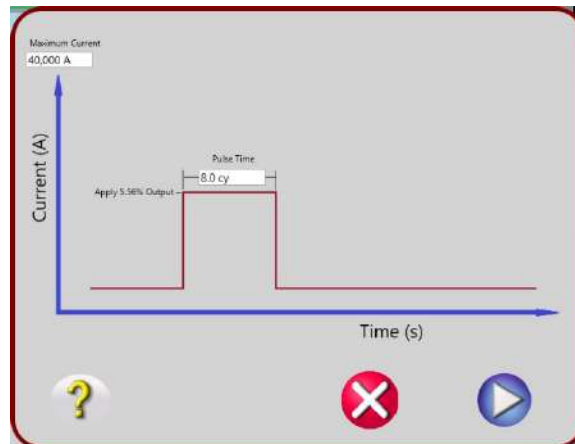 Maximum Current
40,000 A
Current (A)
Pulse Time
8.0 cy
Apply 5.56% Output
Time (s)
?